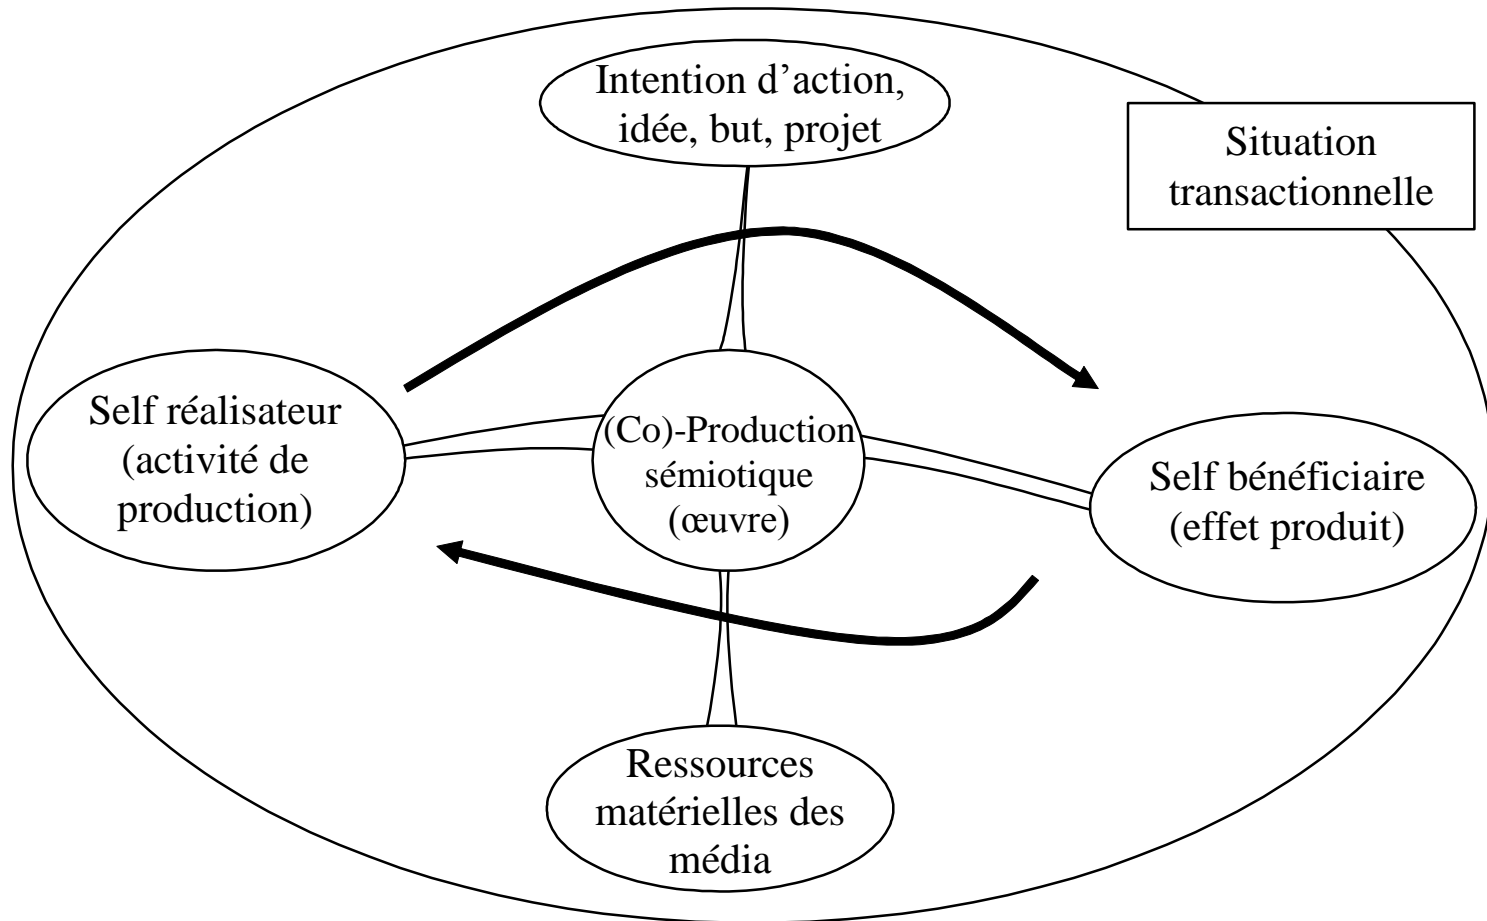 Intention d’action,
idée, but, projet
Situation
transactionnelle
Self réalisateur
(activité de
production)
(Co)-Production
sémiotique
(œuvre)
Self bénéficiaire
(effet produit)
Ressources
matérielles des
média